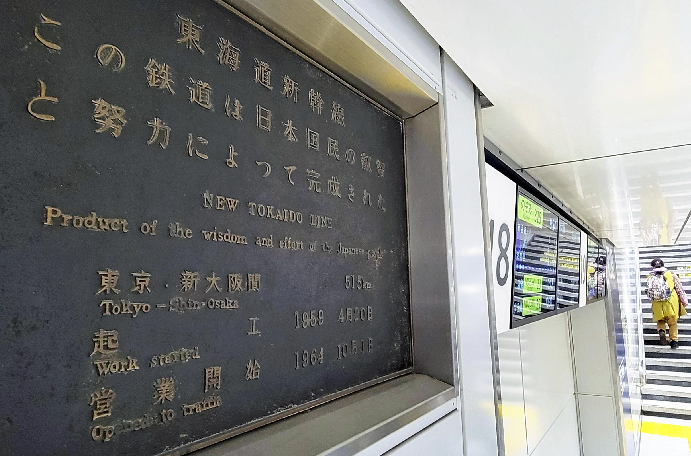 東海道新幹線
この鉄道は日本国民の叡智
と努力によって完成された
NEW TOKAIDO LINE
Product of the wisdom and effort of the Japanese people
東京・新大阪間 515km
Tokyo-Shin-Osaka
起工 1959 4月20日
Work started
営業開始 1964 10月1日
Opened to traffic
18